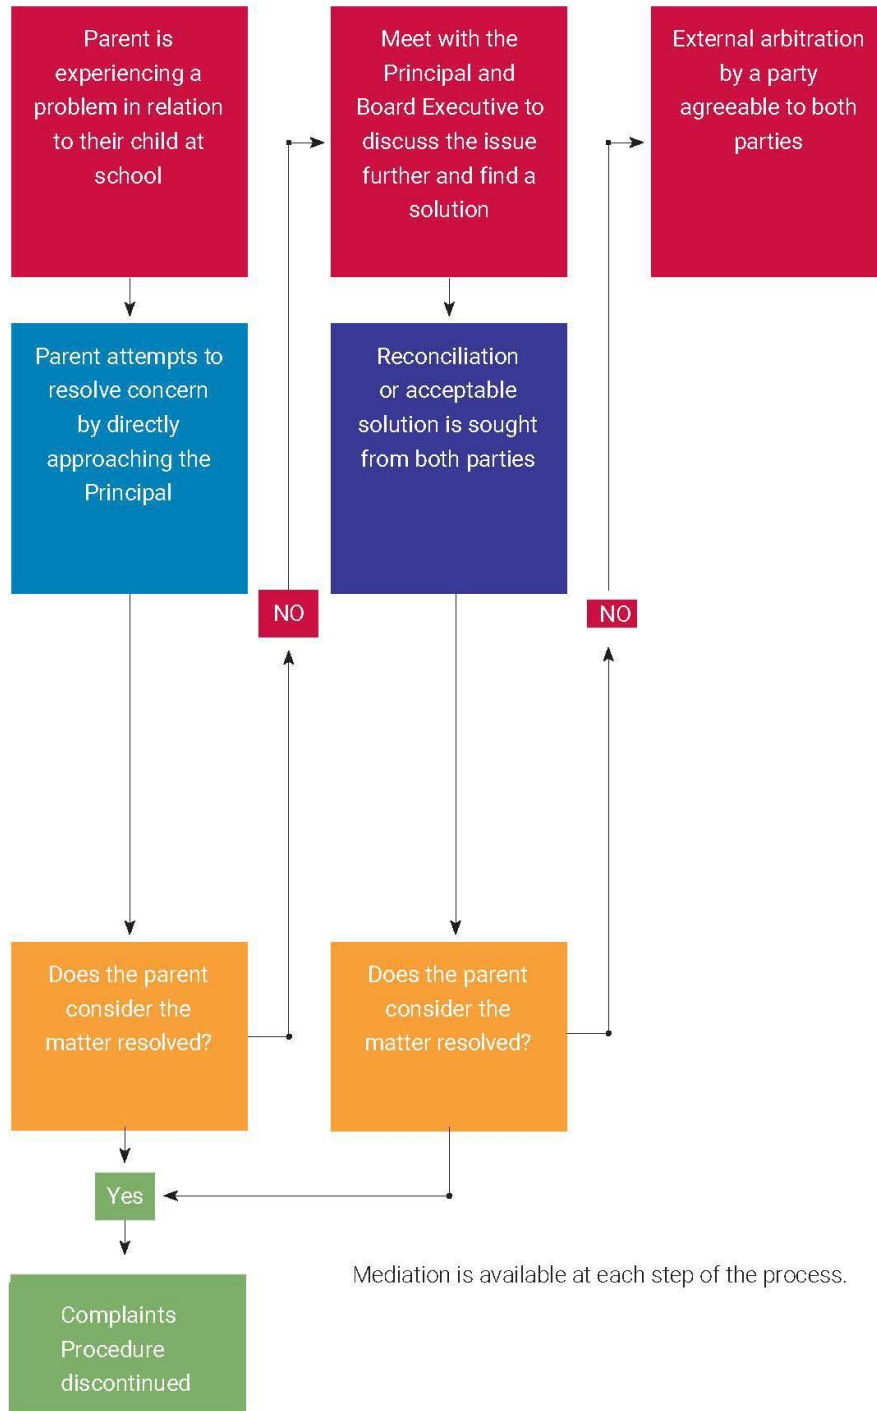 Parent is
experiencing a
problem in relation
to their child at
school
Parent attempts to
resolve concern
by directly
approaching the
Principal
Does the parent
consider the
matter resolved?
NO
Meet with the
Principal and
Board Executive to
discuss the issue
further and find a
solution
Reconciliation
or acceptable
solution is sought
from both parties
Does the parent
consider the
matter resolved?
NO
External arbitration
by a party
agreeable to both
parties
Yes
Complaints
Procedure
discontinued
Mediation is available at each step of the process.